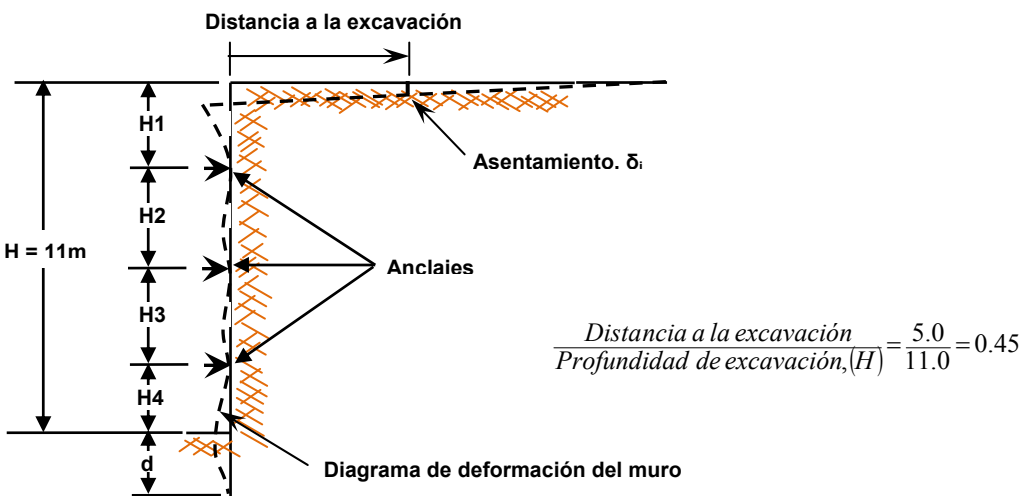 Distancia a la excavación
H1
Asentamiento. δᵢ
H2
H = 11m
Anclaies
H3
Distancia a la excavación / Profundidad de excavación,(H) = 5.0 / 11.0 = 0.45
H4
d
Diagrama de deformación del muro